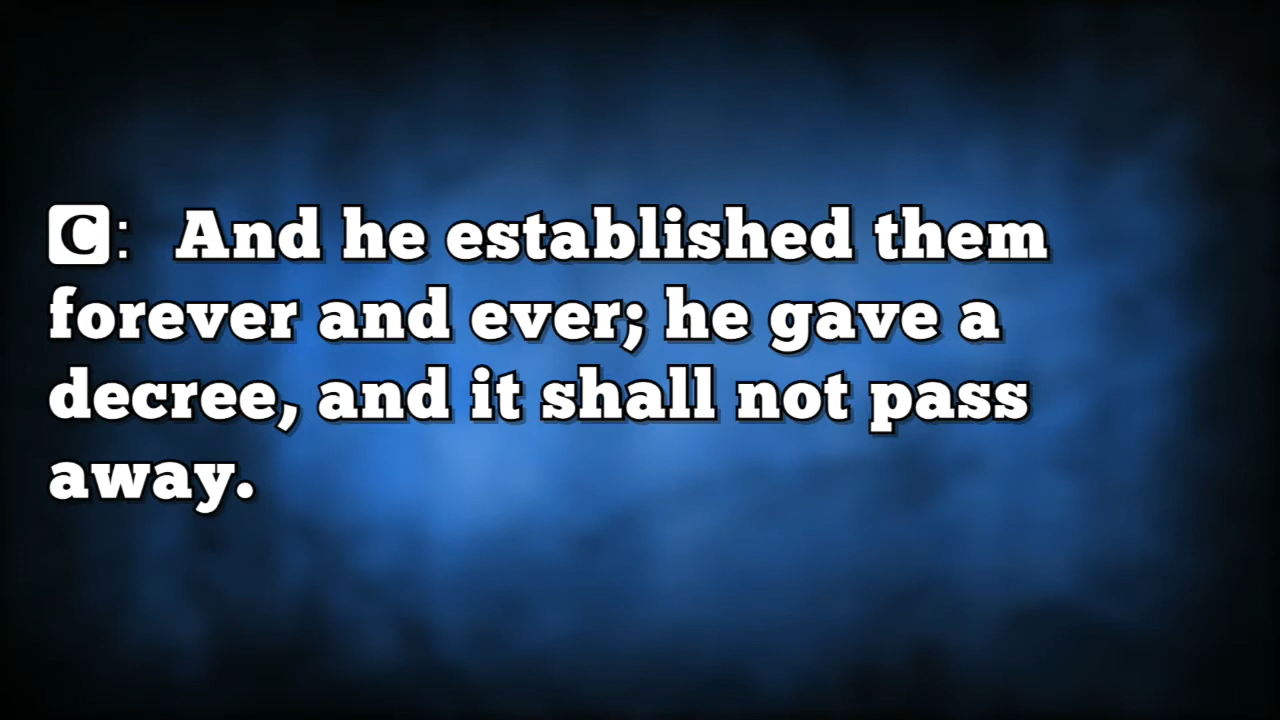 C: And he established them
forever and ever; he gave a
decree, and it shall not pass
away.